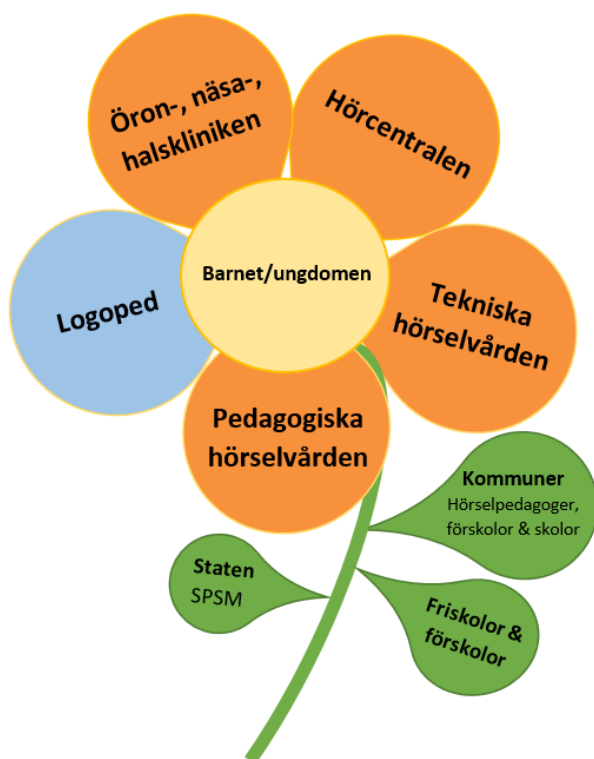 Öron-, näsa-,
halskliniken
Hörcentralen
Barnet/ungdomen
Logoped
Tekniska
hörselvården
Pedagogiska
hörselvården
Kommuner
Hörselpedagoger,
förskolor & skolor
Staten
SPSM
Friskolor &
förskolor